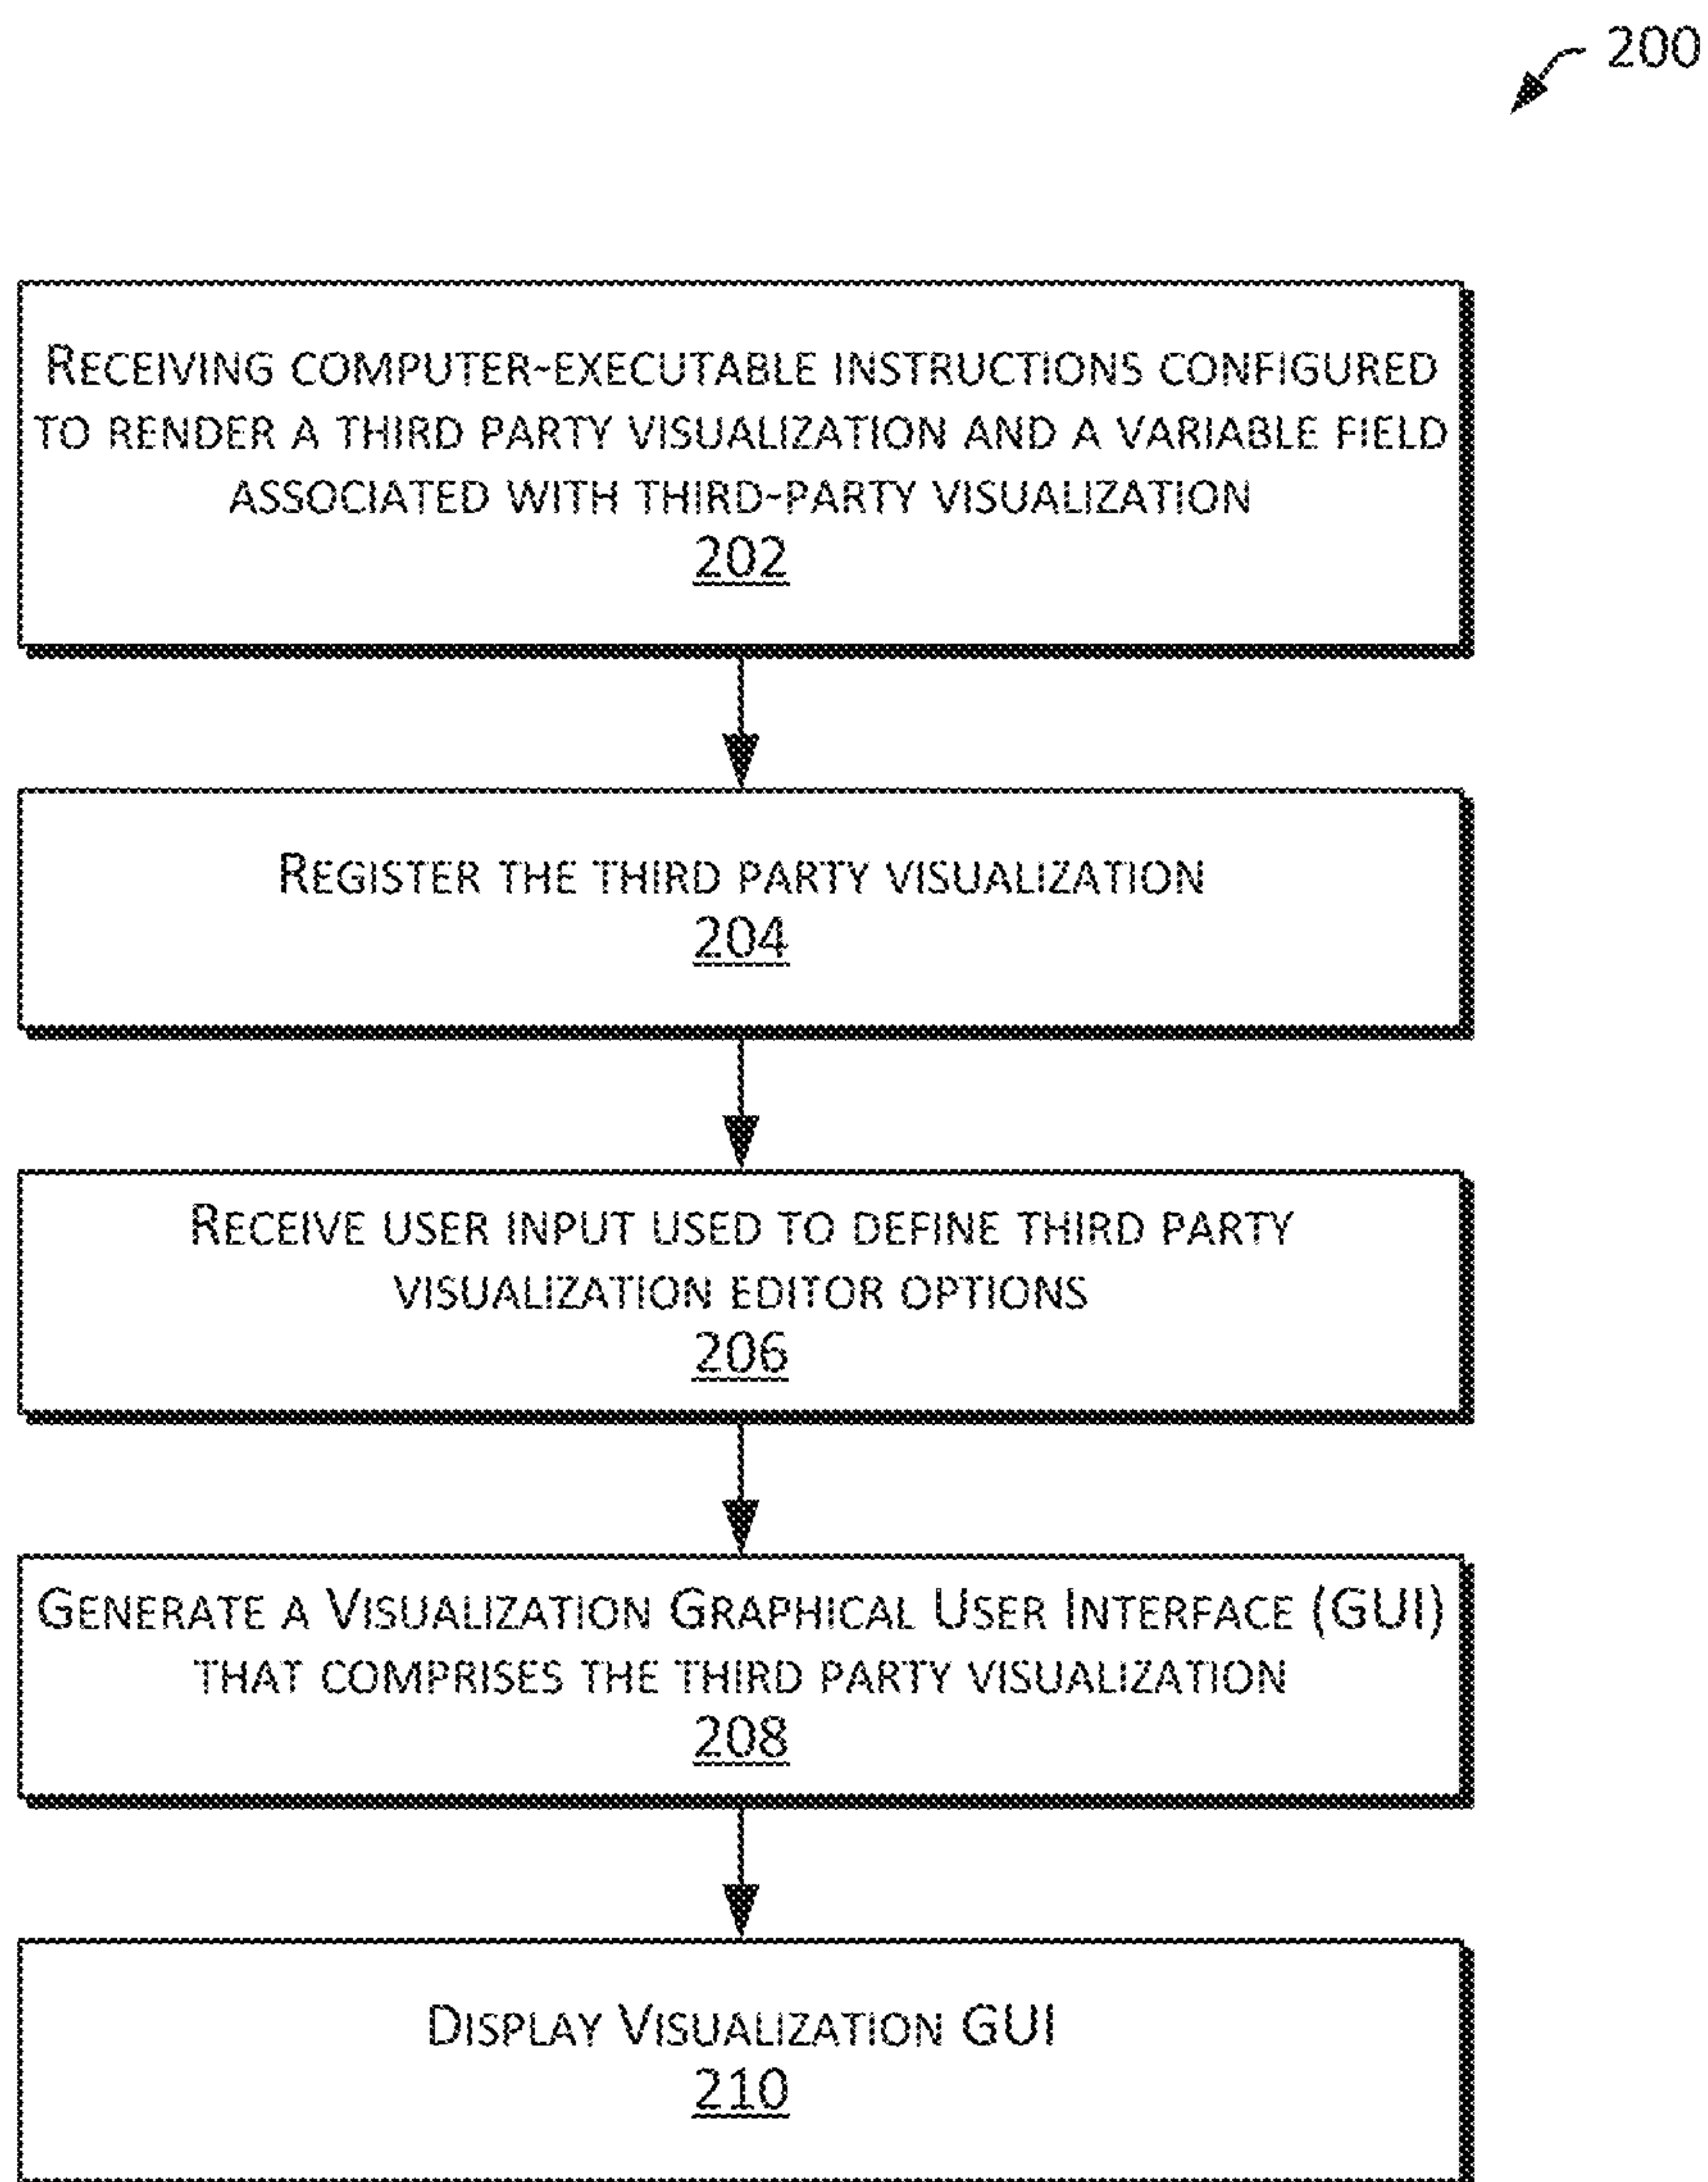 200
Receiving computer-executable instructions configured
to render a third party visualization and a variable field
associated with third-party visualization
202
Register the third party visualization
204
Receive user input used to define third party
visualization editor options
206
Generate a Visualization Graphical User Interface (GUI)
that comprises the third party visualization
208
Display Visualization GUI
210